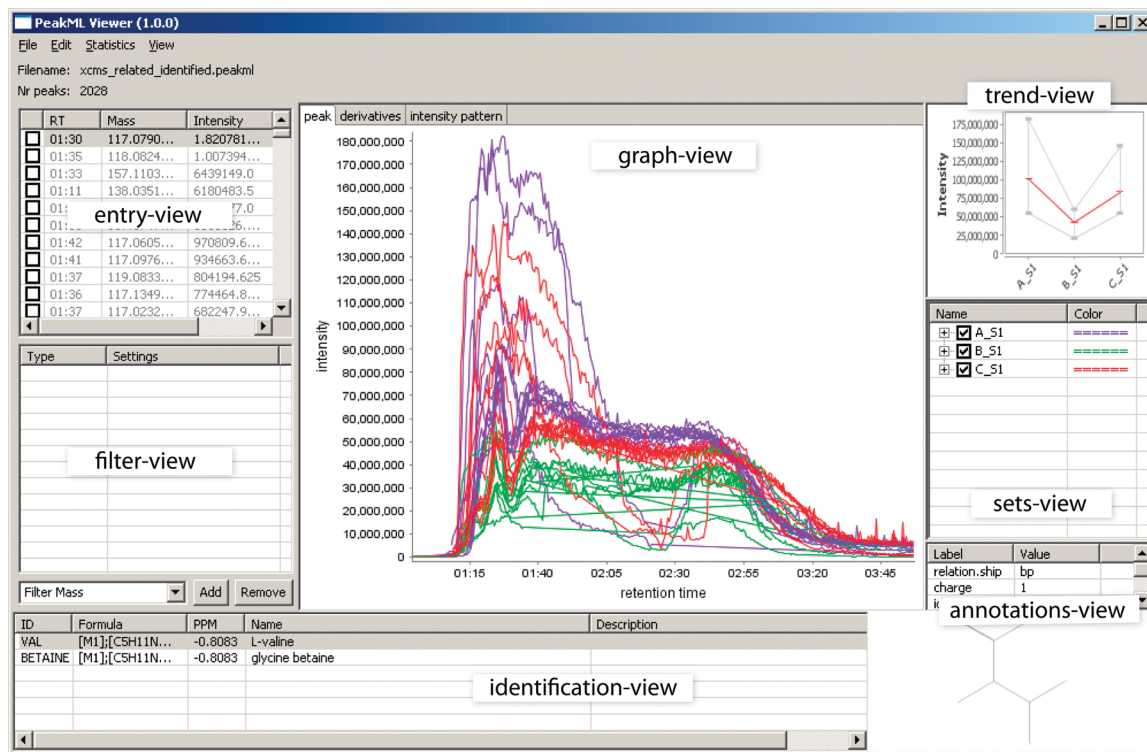 PeakML Viewer (1.0.0)
File Edit Statistics View
Filename: xcms_related_identified.peakml
Nr peaks: 2028
RT Mass Intensity
01:30 117.0790... 1.820781...
01:35 118.0824... 1.007394...
01:33 157.1103... 6439149.0
01:11 138.0351... 6180483.5
entry-view
01:42 117.0605... 970809.6...
01:41 117.0976... 934663.6...
01:37 119.0833... 804194.625
01:36 117.1349... 774464.8...
01:37 117.0232... 682247.9...
Type Settings
filter-view
Filter Mass Add Remove
peak derivatives intensity pattern
graph-view
intensity
180,000,000
170,000,000
160,000,000
150,000,000
140,000,000
130,000,000
120,000,000
110,000,000
100,000,000
90,000,000
80,000,000
70,000,000
60,000,000
50,000,000
40,000,000
30,000,000
20,000,000
10,000,000
0
01:15 01:40 02:05 02:30 02:55 03:20 03:45
retention time
trend-view
Intensity
175,000,000
150,000,000
125,000,000
100,000,000
75,000,000
50,000,000
25,000,000
0
A_S1 B_S1 C_S1
Name Color
A_S1 ======
B_S1 ======
C_S1 ======
sets-view
Label Value
relation.ship bp
charge 1
annotations-view
ID Formula PPM Name Description
VAL [M1];[C5H11N... -0.8083 L-valine
BETAINE [M1];[C5H11N... -0.8083 glycine betaine
identification-view